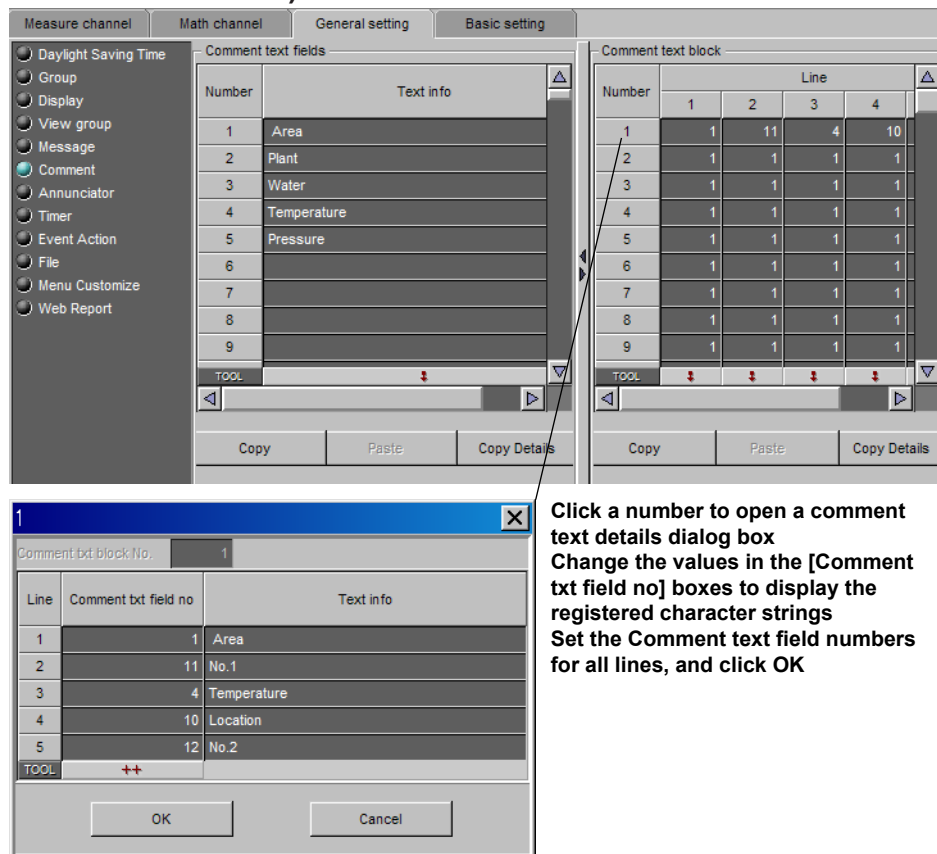 Measure channel Math channel General setting Basic setting
Daylight Saving Time
Group
Display
View group
Message
Comment
Annunciator
Timer
Event Action
File
Menu Customize
Web Report
Comment text fields
Number Text info
1 Area
2 Plant
3 Water
4 Temperature
5 Pressure
6
7
8
9
TOOL
Copy Paste Copy Details
Comment text block
Number Line
1 2 3 4
1 1 11 4 10
2 1 1 1 1
3 1 1 1 1
4 1 1 1 1
5 1 1 1 1
6 1 1 1 1
7 1 1 1 1
8 1 1 1 1
9 1 1 1 1
TOOL
Copy Paste Copy Details
1
Comment txt block No. 1
Line Comment txt field no Text info
1 1 Area
2 11 No.1
3 4 Temperature
4 10 Location
5 12 No.2
TOOL ++
OK Cancel
Click a number to open a comment
text details dialog box
Change the values in the [Comment
txt field no] boxes to display the
registered character strings
Set the Comment text field numbers
for all lines, and click OK